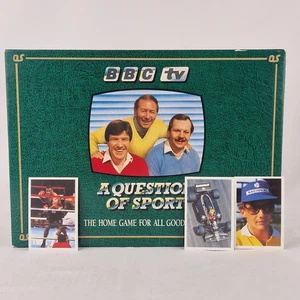 BBC tv
A QUESTION
OF SPORT
THE HOME GAME FOR ALL GOOD